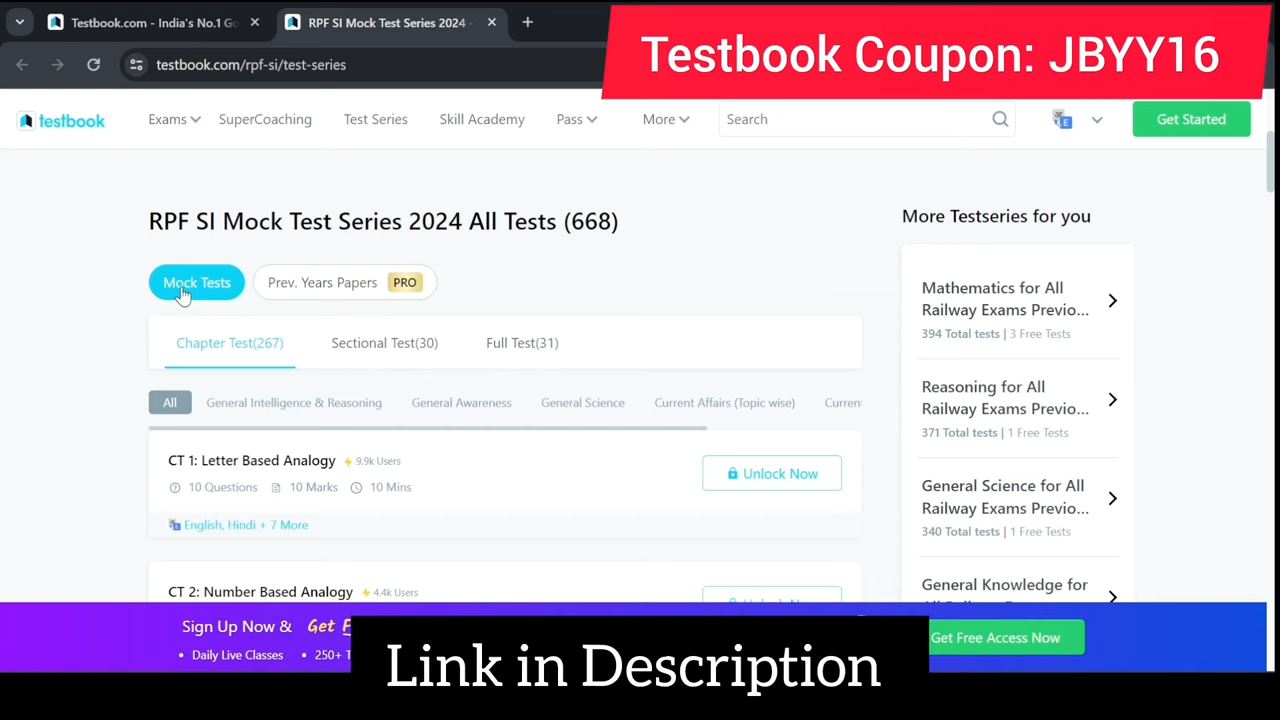 Testbook.com - India's No.1 Go
RPF SI Mock Test Series 2024 -
Testbook Coupon: JBYY16
testbook.com/rpf-si/test-series
testbook
Exams
SuperCoaching
Test Series
Skill Academy
Pass
More
Search
Get Started
RPF SI Mock Test Series 2024 All Tests (668)
More Testseries for you
Mock Tests
Prev. Years Papers PRO
Chapter Test(267)
Sectional Test(30)
Full Test(31)
All
General Intelligence & Reasoning
General Awareness
General Science
Current Affairs (Topic wise)
Current
CT 1: Letter Based Analogy
9.9k Users
10 Questions
10 Marks
10 Mins
Unlock Now
English, Hindi + 7 More
CT 2: Number Based Analogy
4.4k Users
Mathematics for All
Railway Exams Previo...
394 Total tests | 3 Free Tests
Reasoning for All
Railway Exams Previo...
371 Total tests | 1 Free Tests
General Science for All
Railway Exams Previo...
340 Total tests | 1 Free Tests
General Knowledge for
Sign Up Now & Get
• Daily Live Classes • 250+
Get Free Access Now
Link in Description